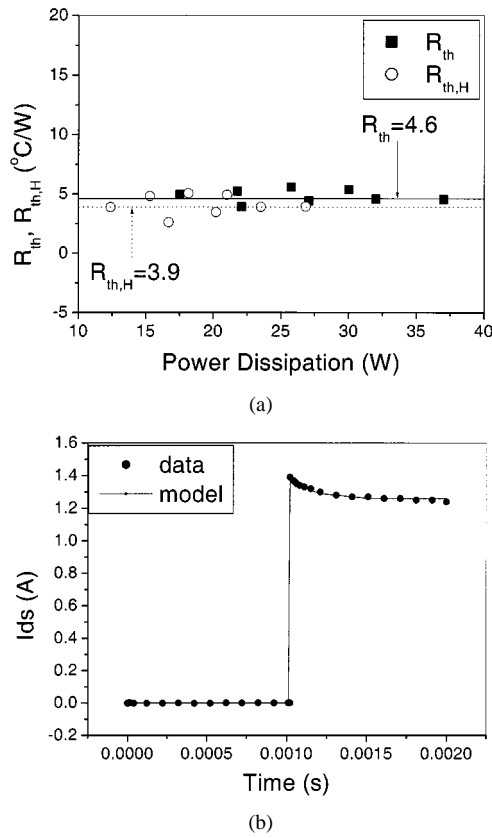 20
15
10
5
0
-5
R_th, R_th,H (°C/W)
R_th
R_th,H
R_th=4.6
R_th,H=3.9
10 15 20 25 30 35 40
Power Dissipation (W)
(a)
1.6
1.4
1.2
1.0
0.8
0.6
0.4
0.2
0.0
-0.2
Ids (A)
data
model
0.0000 0.0005 0.0010 0.0015 0.0020
Time (s)
(b)